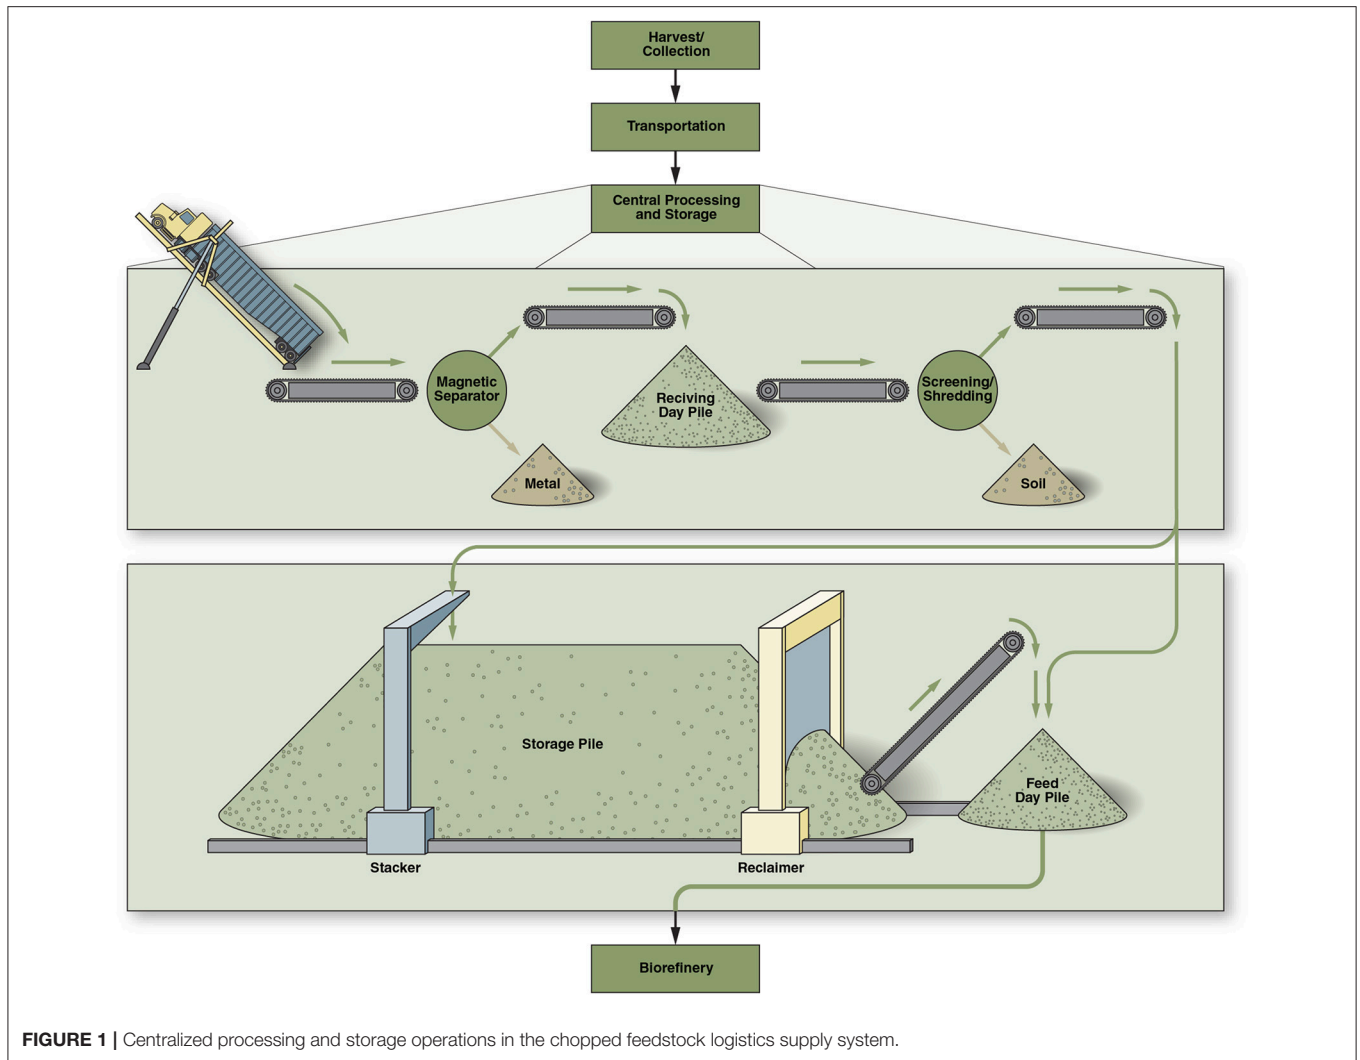 Harvest/
Collection
Transportation
Central Processing
and Storage
Magnetic
Separator
Reciving
Day Pile
Screening/
Shredding
Metal
Soil
Storage Pile
Feed
Day Pile
Stacker
Reclaimer
Biorefinery
FIGURE 1 | Centralized processing and storage operations in the chopped feedstock logistics supply system.